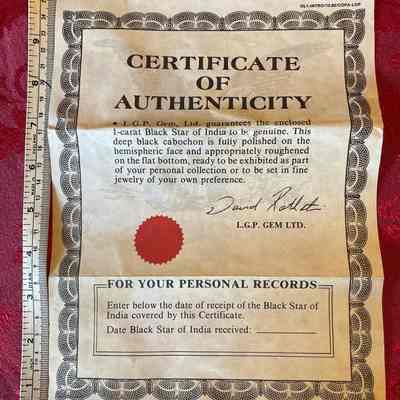 CERTIFICATE
OF
AUTHENTICITY
• L.G.P. Gem, Ltd. guarantees the enclosed
1-carat Black Star of India to be genuine. This
deep black cabochon is fully polished on the
hemispheric face and appropriately roughened
on the flat bottom, ready to be exhibited as part
of your personal collection or to be set in fine
jewelry of your own preference.
L.G.P. GEM LTD.
FOR YOUR PERSONAL RECORDS
Enter below the date of receipt of the Black Star of
India covered by this Certificate.
Date Black Star of India received: